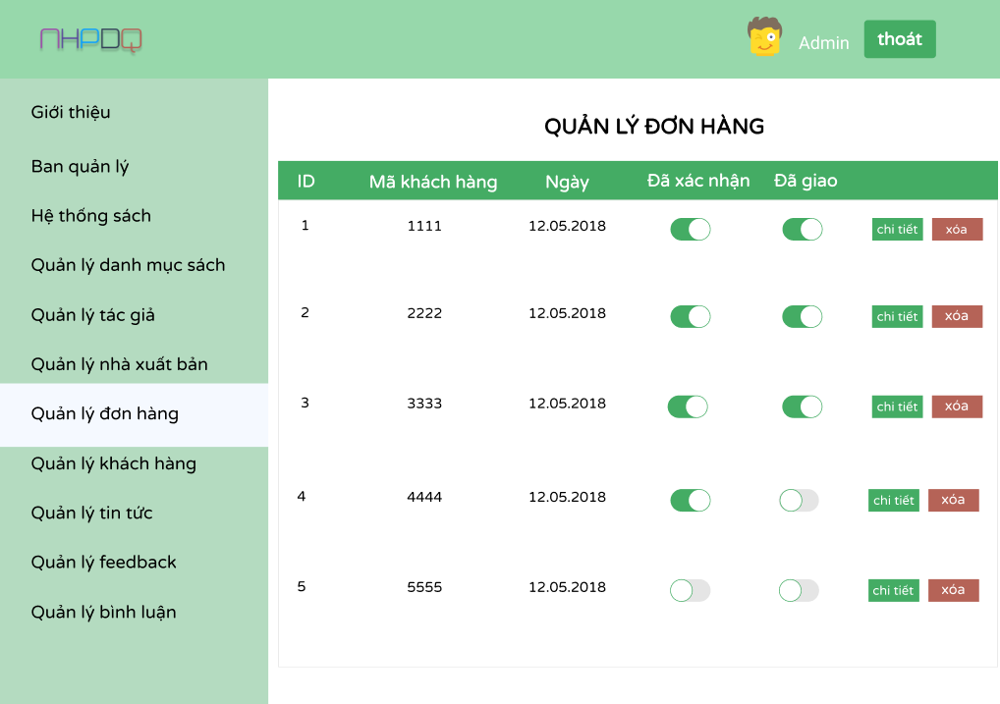 NHPDQ
Admin
thoát
Giới thiệu
Ban quản lý
Hệ thống sách
Quản lý danh mục sách
Quản lý tác giả
Quản lý nhà xuất bản
Quản lý đơn hàng
Quản lý khách hàng
Quản lý tin tức
Quản lý feedback
Quản lý bình luận
QUẢN LÝ ĐƠN HÀNG
ID Mã khách hàng Ngày Đã xác nhận Đã giao
1 1111 12.05.2018 chi tiết xóa
2 2222 12.05.2018 chi tiết xóa
3 3333 12.05.2018 chi tiết xóa
4 4444 12.05.2018 chi tiết xóa
5 5555 12.05.2018 chi tiết xóa